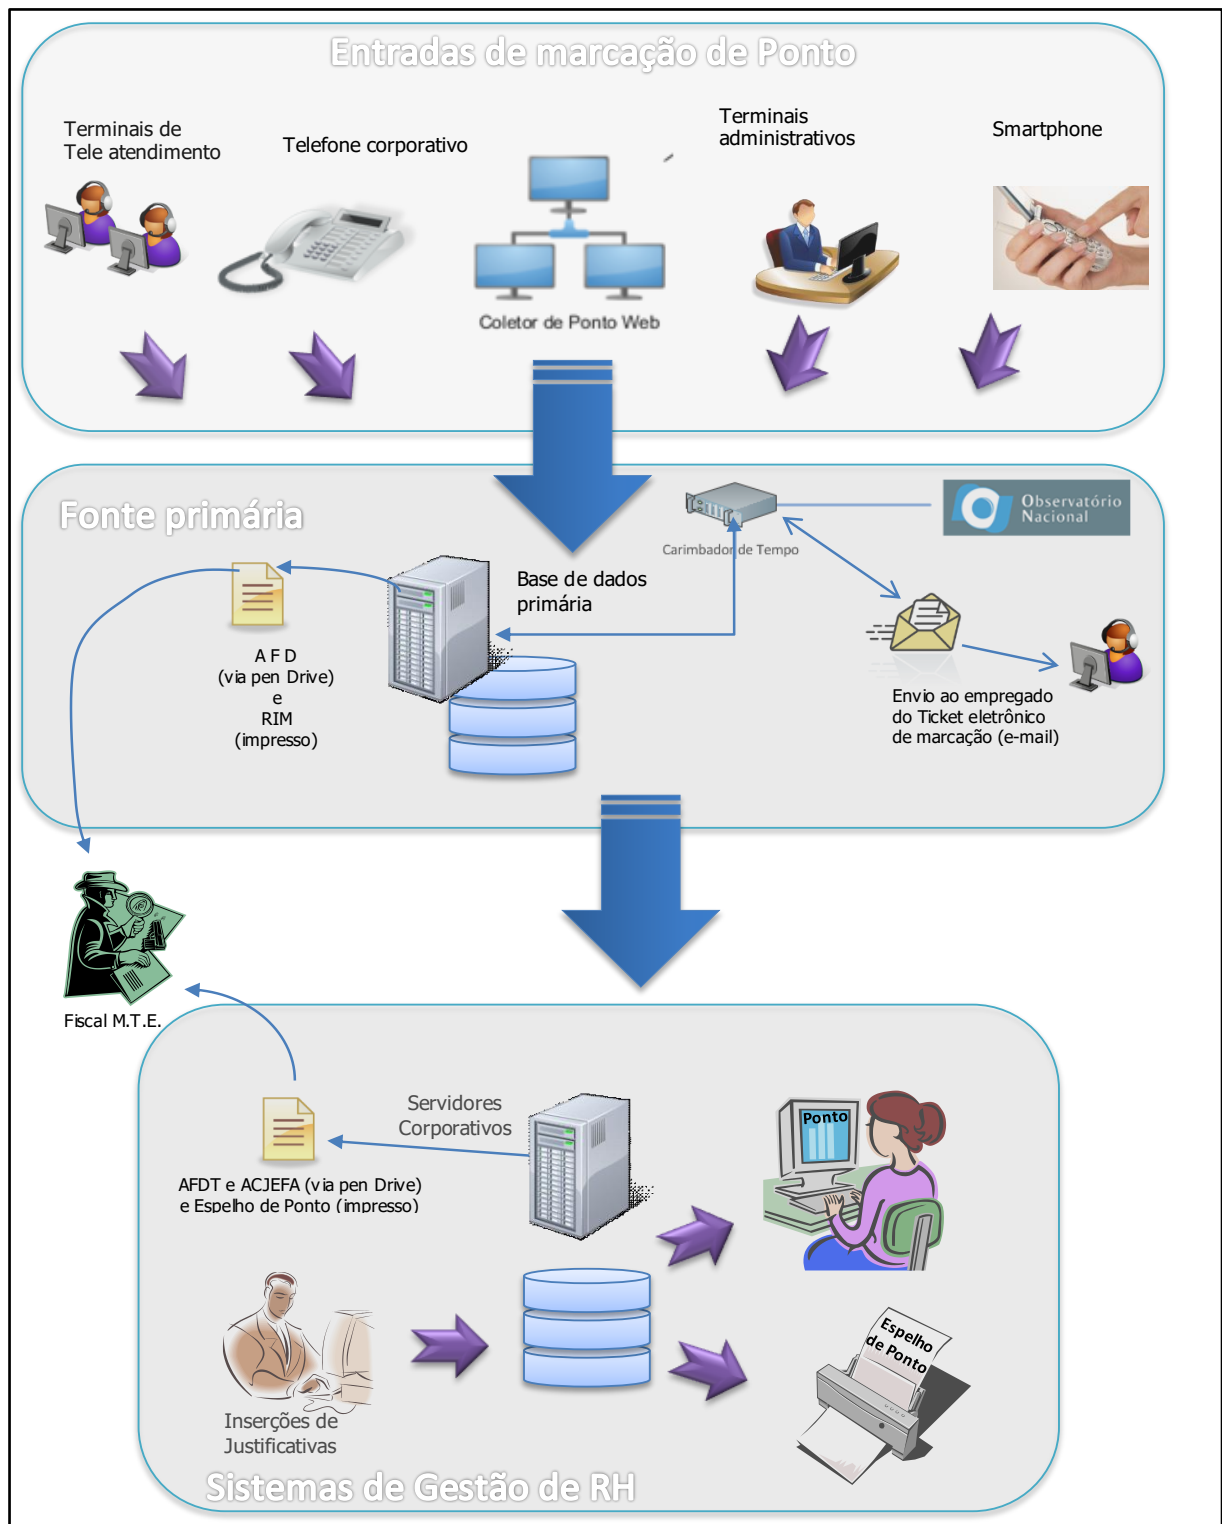 Entradas de marcação de Ponto
Terminais de
Tele atendimento
Telefone corporativo
Terminais
administrativos
Smartphone
Coletor de Ponto Web
Fonte primária
Observatório
Nacional
Carimbador de Tempo
Base de dados
primária
A F D
(via pen Drive)
e
RIM
(impresso)
Envio ao empregado
do Ticket eletrônico
de marcação (e-mail)
Fiscal M.T.E.
Servidores
Corporativos
Ponto
AFDT e ACJEFA (via pen Drive)
e Espelho de Ponto (impresso)
Espelho
de Ponto
Inserções de
Justificativas
Sistemas de Gestão de RH